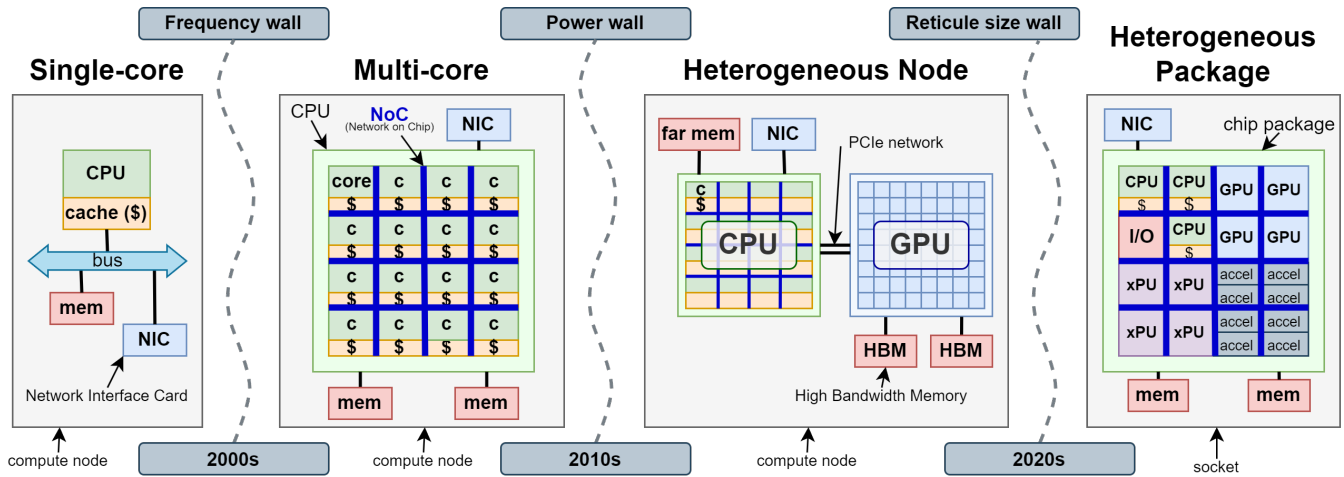 Frequency wall
Power wall
Reticule size wall
Single-core
Multi-core
Heterogeneous Node
Heterogeneous
Package
CPU
cache ($)
bus
mem
NIC
Network Interface Card
compute node
CPU
NoC
(Network on Chip)
NIC
core c c c
$ $ $ $
c c c c
$ $ $ $
c c c c
$ $ $ $
c c c c
$ $ $ $
mem mem
compute node
far mem
NIC
PCIe network
c
$
CPU
GPU
HBM HBM
High Bandwidth Memory
compute node
NIC
chip package
CPU CPU GPU GPU
$ $
I/O CPU GPU GPU
$
xPU xPU accel accel
accel accel
xPU xPU accel accel
accel accel
mem mem
socket
2000s
2010s
2020s